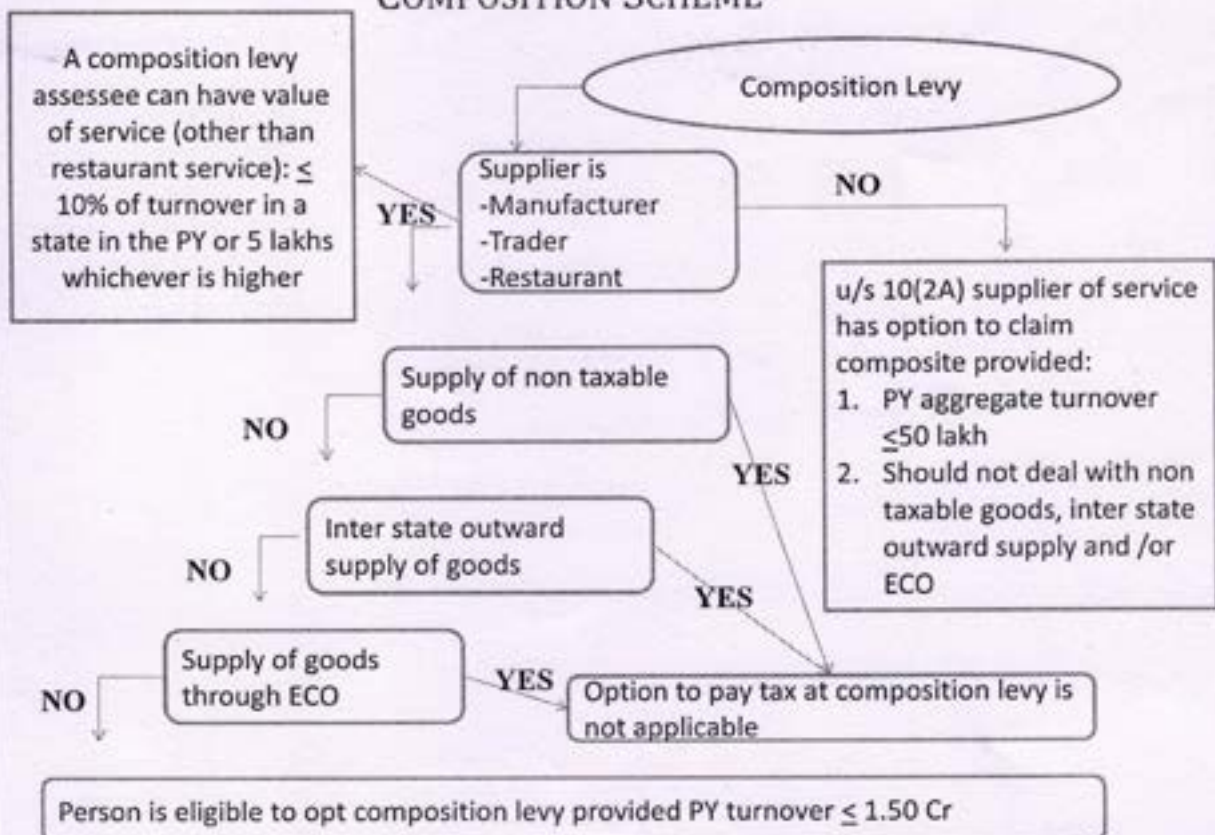 COMPOSITION SCHEME
A composition levy
assessee can have value
of service (other than
restaurant service): ≤
10% of turnover in a
state in the PY or 5 lakhs
whichever is higher
Composition Levy
Supplier is
-Manufacturer
-Trader
-Restaurant
YES
NO
u/s 10(2A) supplier of service
has option to claim
composite provided:
1. PY aggregate turnover
≤50 lakh
2. Should not deal with non
taxable goods, inter state
outward supply and /or
ECO
Supply of non taxable
goods
NO
YES
Inter state outward
supply of goods
NO
YES
Supply of goods
through ECO
NO
YES
Option to pay tax at composition levy is
not applicable
Person is eligible to opt composition levy provided PY turnover ≤ 1.50 Cr